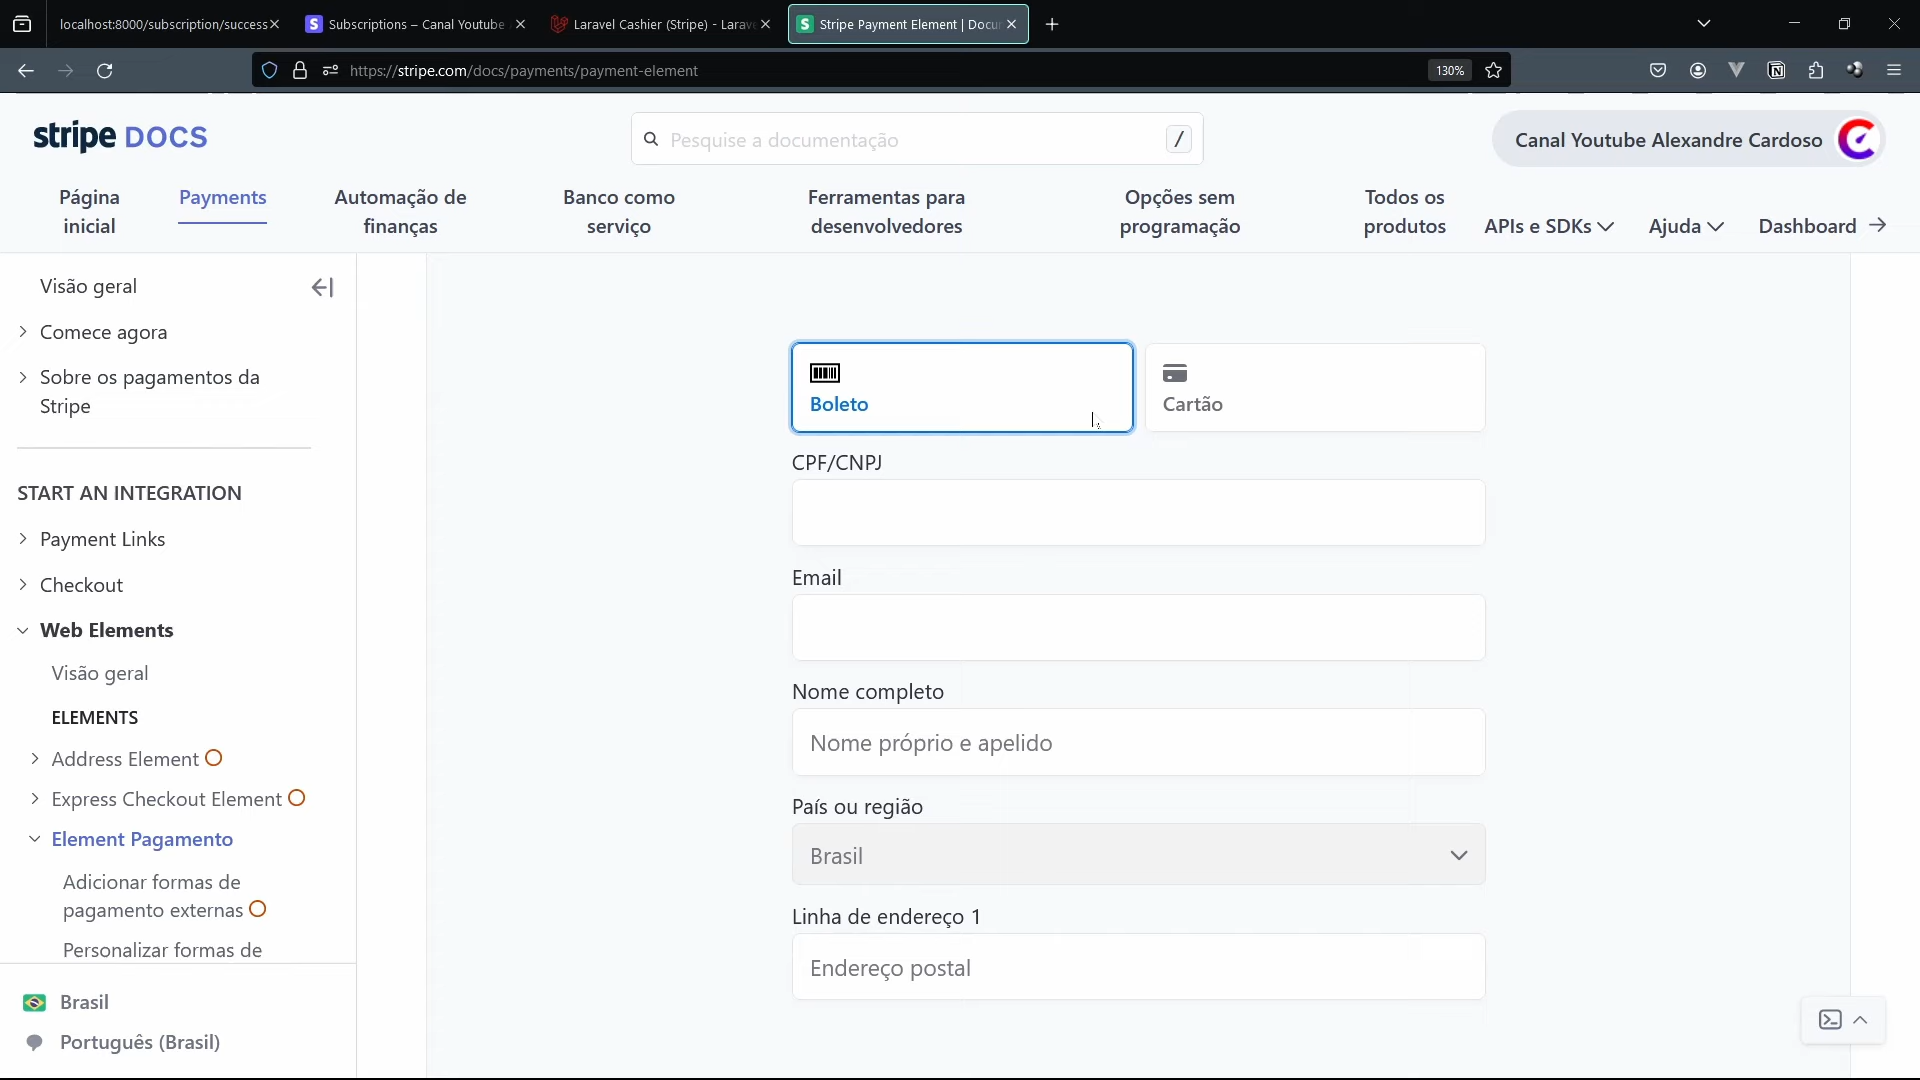 localhost:8000/subscription/success
Subscriptions – Canal Youtube
Laravel Cashier (Stripe) - Larav
Stripe Payment Element | Docu
https://stripe.com/docs/payments/payment-element
130%
stripe DOCS
Pesquise a documentação
/
Canal Youtube Alexandre Cardoso
Página inicial
Payments
Automação de finanças
Banco como serviço
Ferramentas para desenvolvedores
Opções sem programação
Todos os produtos
APIs e SDKs
Ajuda
Dashboard
Visão geral
Comece agora
Sobre os pagamentos da
Stripe
START AN INTEGRATION
Payment Links
Checkout
Web Elements
Visão geral
ELEMENTS
Address Element
Express Checkout Element
Element Pagamento
Adicionar formas de
pagamento externas
Personalizar formas de
Brasil
Português (Brasil)
Boleto
Cartão
CPF/CNPJ
Email
Nome completo
Nome próprio e apelido
País ou região
Brasil
Linha de endereço 1
Endereço postal